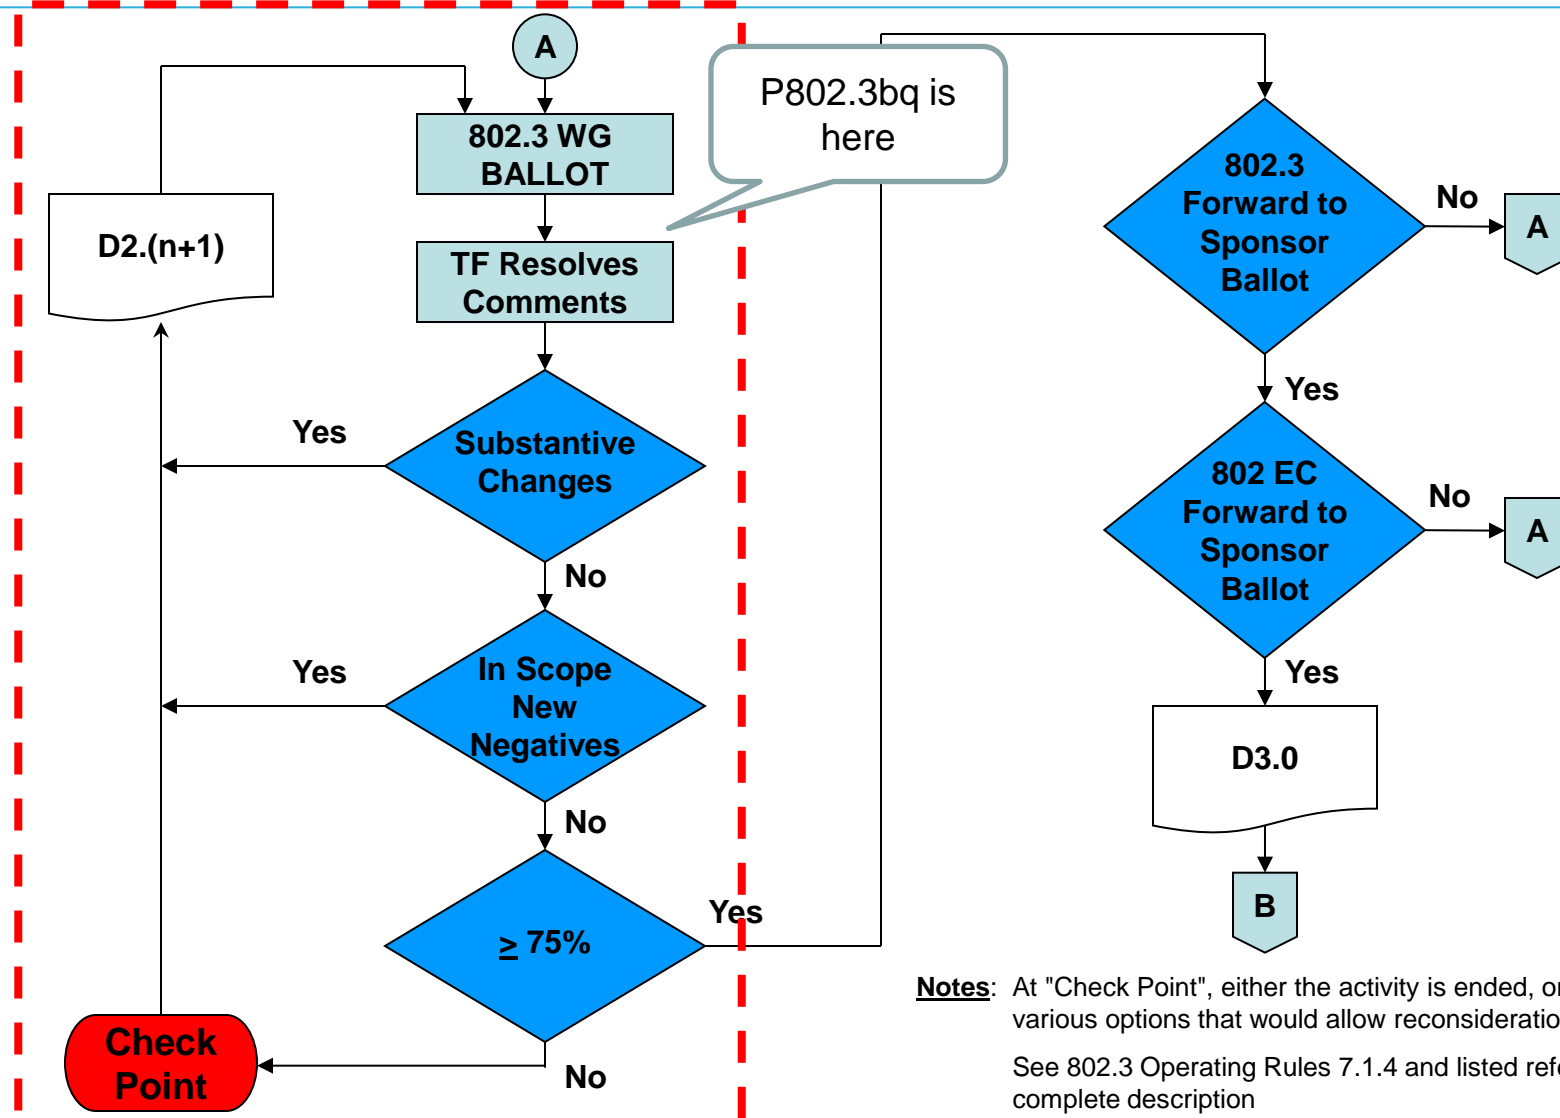 A
802.3 WG
BALLOT
P802.3bq is
here
D2.(n+1)
TF Resolves
Comments
Yes
Substantive
Changes
No
Yes
In Scope
New
Negatives
No
≥ 75%
Yes
No
Check
Point
802.3
Forward to
Sponsor
Ballot
No
A
Yes
802 EC
Forward to
Sponsor
Ballot
No
A
Yes
D3.0
B
Notes: At "Check Point", either the activity is ended, or
various options that would allow
See 802.3 Operating Rules 7.1.4 and listed
complete description